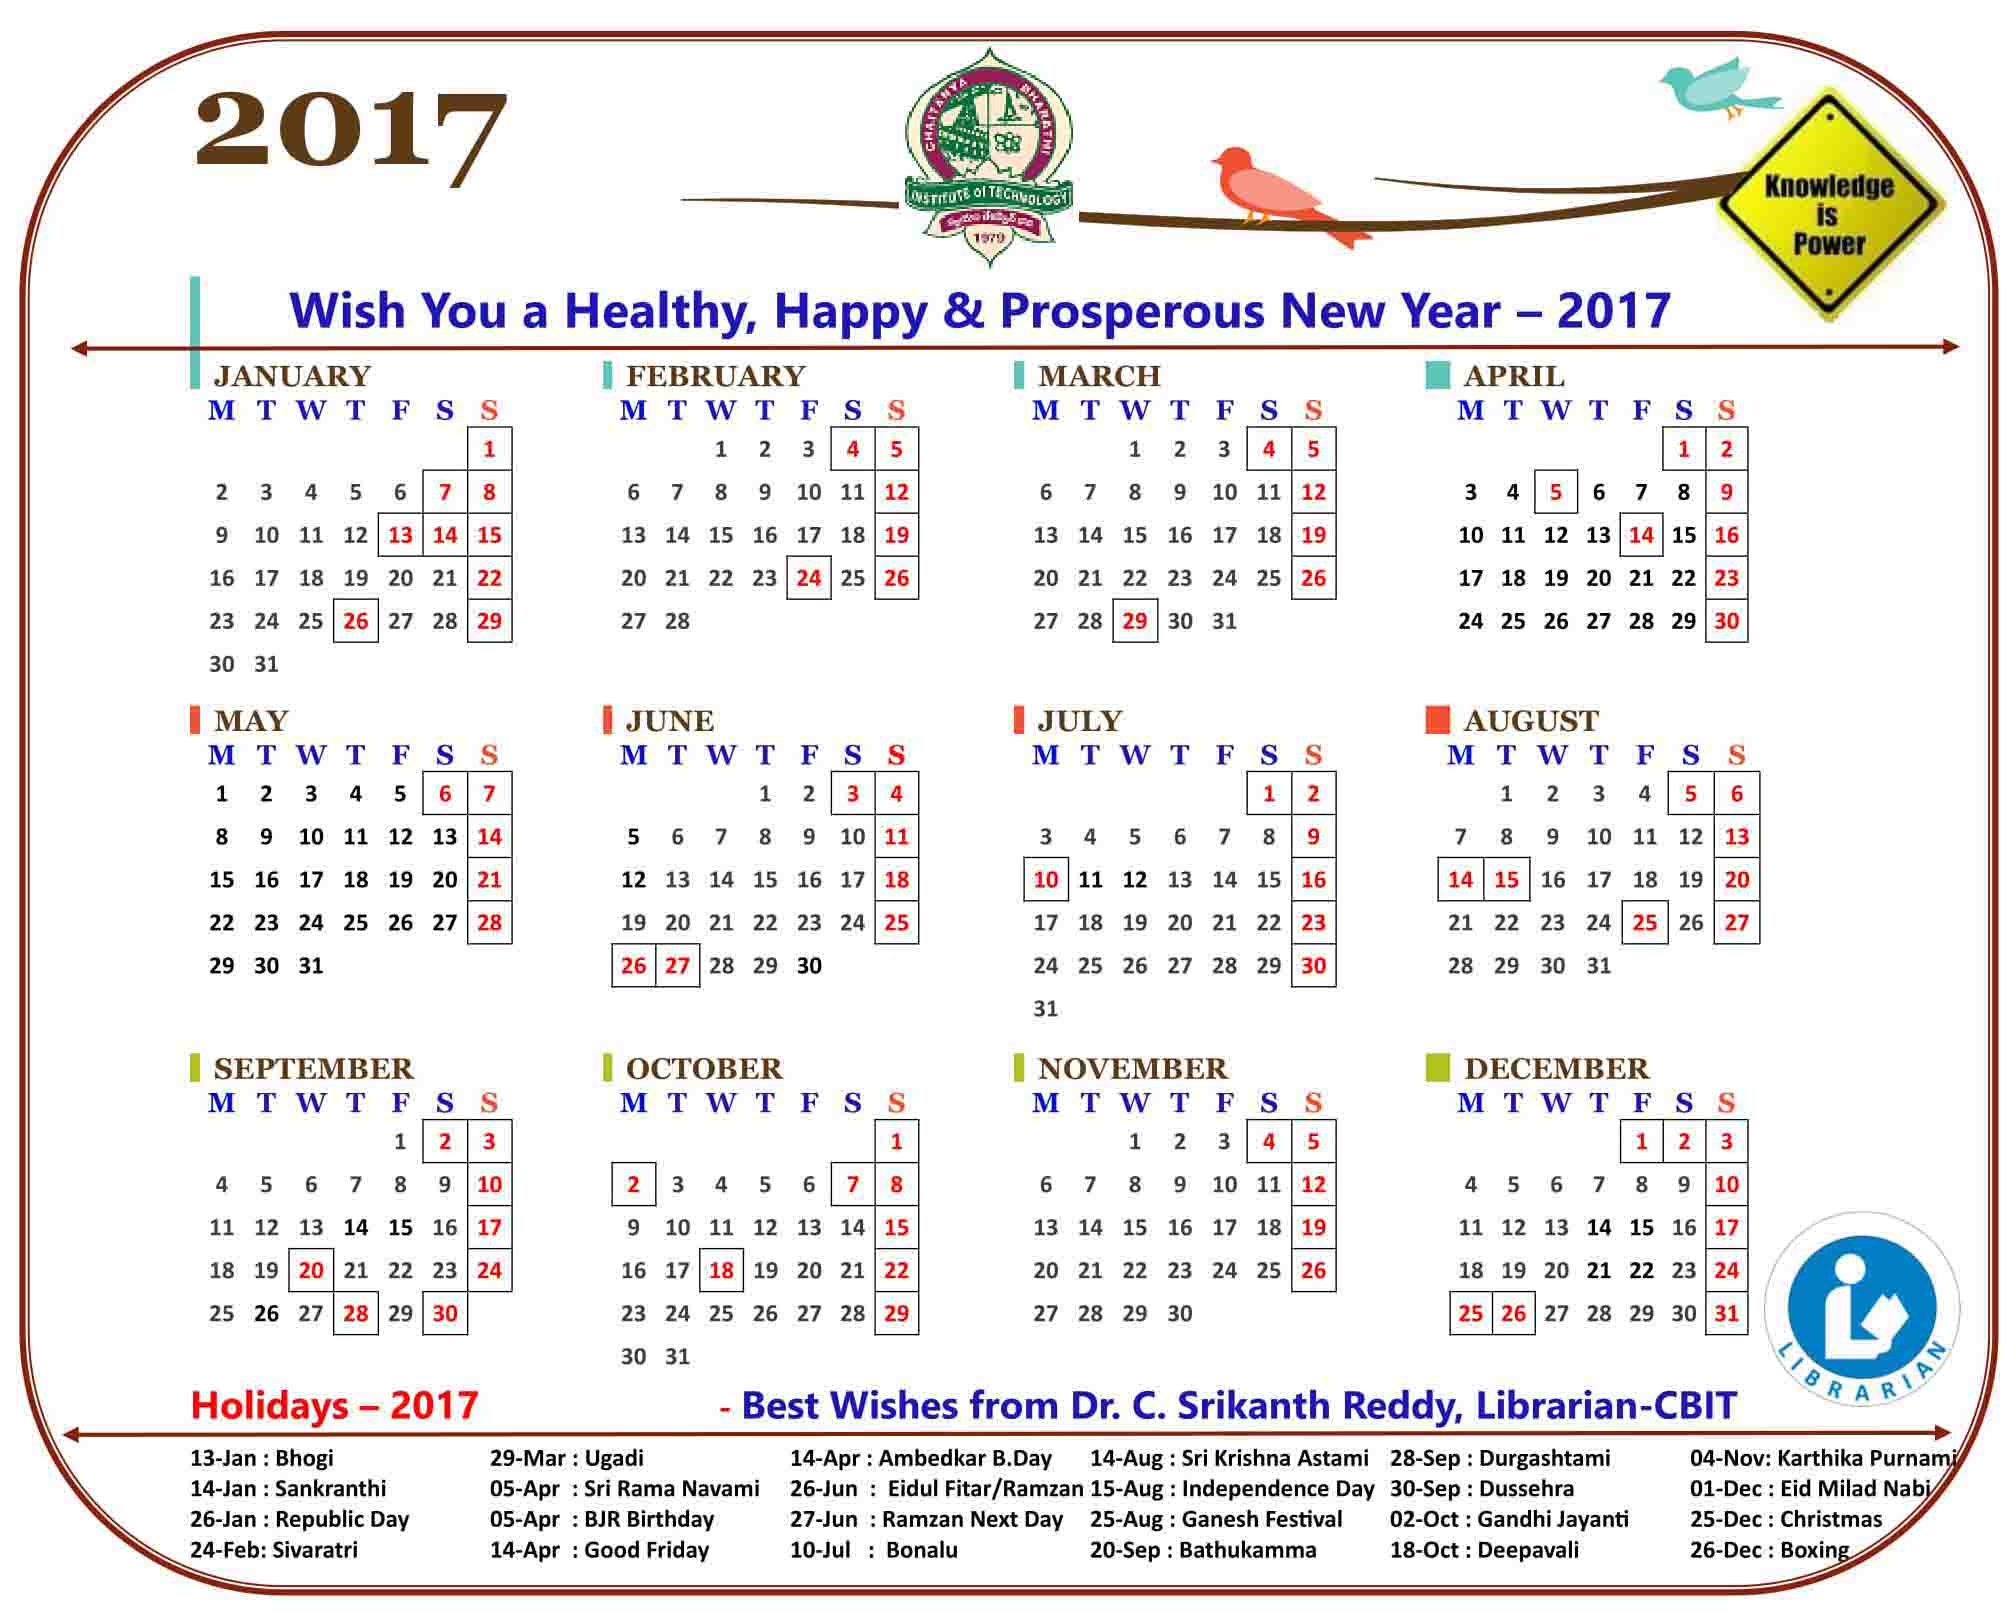 2017
CHAITANYA BHARATHI
INSTITUTE of TECHNOLOGY
1979
Knowledge
is
Power
Wish You a Healthy, Happy & Prosperous New Year – 2017
JANUARY
M T W T F S S
1
2 3 4 5 6 7 8
9 10 11 12 13 14 15
16 17 18 19 20 21 22
23 24 25 26 27 28 29
30 31
FEBRUARY
M T W T F S S
1 2 3 4 5
6 7 8 9 10 11 12
13 14 15 16 17 18 19
20 21 22 23 24 25 26
27 28
MARCH
M T W T F S S
1 2 3 4 5
6 7 8 9 10 11 12
13 14 15 16 17 18 19
20 21 22 23 24 25 26
27 28 29 30 31
APRIL
M T W T F S S
1 2
3 4 5 6 7 8 9
10 11 12 13 14 15 16
17 18 19 20 21 22 23
24 25 26 27 28 29 30
MAY
M T W T F S S
1 2 3 4 5 6 7
8 9 10 11 12 13 14
15 16 17 18 19 20 21
22 23 24 25 26 27 28
29 30 31
JUNE
M T W T F S S
1 2 3 4
5 6 7 8 9 10 11
12 13 14 15 16 17 18
19 20 21 22 23 24 25
26 27 28 29 30
JULY
M T W T F S S
1 2
3 4 5 6 7 8 9
10 11 12 13 14 15 16
17 18 19 20 21 22 23
24 25 26 27 28 29 30
31
AUGUST
M T W T F S S
1 2 3 4 5 6
7 8 9 10 11 12 13
14 15 16 17 18 19 20
21 22 23 24 25 26 27
28 29 30 31
SEPTEMBER
M T W T F S S
1 2 3
4 5 6 7 8 9 10
11 12 13 14 15 16 17
18 19 20 21 22 23 24
25 26 27 28 29 30
OCTOBER
M T W T F S S
1
2 3 4 5 6 7 8
9 10 11 12 13 14 15
16 17 18 19 20 21 22
23 24 25 26 27 28 29
30 31
NOVEMBER
M T W T F S S
1 2 3 4 5
6 7 8 9 10 11 12
13 14 15 16 17 18 19
20 21 22 23 24 25 26
27 28 29 30
DECEMBER
M T W T F S S
1 2 3
4 5 6 7 8 9 10
11 12 13 14 15 16 17
18 19 20 21 22 23 24
25 26 27 28 29 30 31
LIBRARIAN
Holidays – 2017 - Best Wishes from Dr. C. Srikanth Reddy, Librarian-CBIT
13-Jan : Bhogi
14-Jan : Sankranthi
26-Jan : Republic Day
24-Feb: Sivaratri
29-Mar : Ugadi
05-Apr : Sri Rama Navami
05-Apr : BJR Birthday
14-Apr : Good Friday
14-Apr : Ambedkar B.Day
26-Jun : Eidul Fitar/Ramzan
27-Jun : Ramzan Next Day
10-Jul : Bonalu
14-Aug : Sri Krishna Astami
15-Aug : Independence Day
25-Aug : Ganesh Festival
20-Sep : Bathukamma
28-Sep : Durgashtami
30-Sep : Dussehra
02-Oct : Gandhi Jayanti
18-Oct : Deepavali
04-Nov: Karthika Purnami
01-Dec : Eid Milad Nabi
25-Dec : Christmas
26-Dec : Boxing